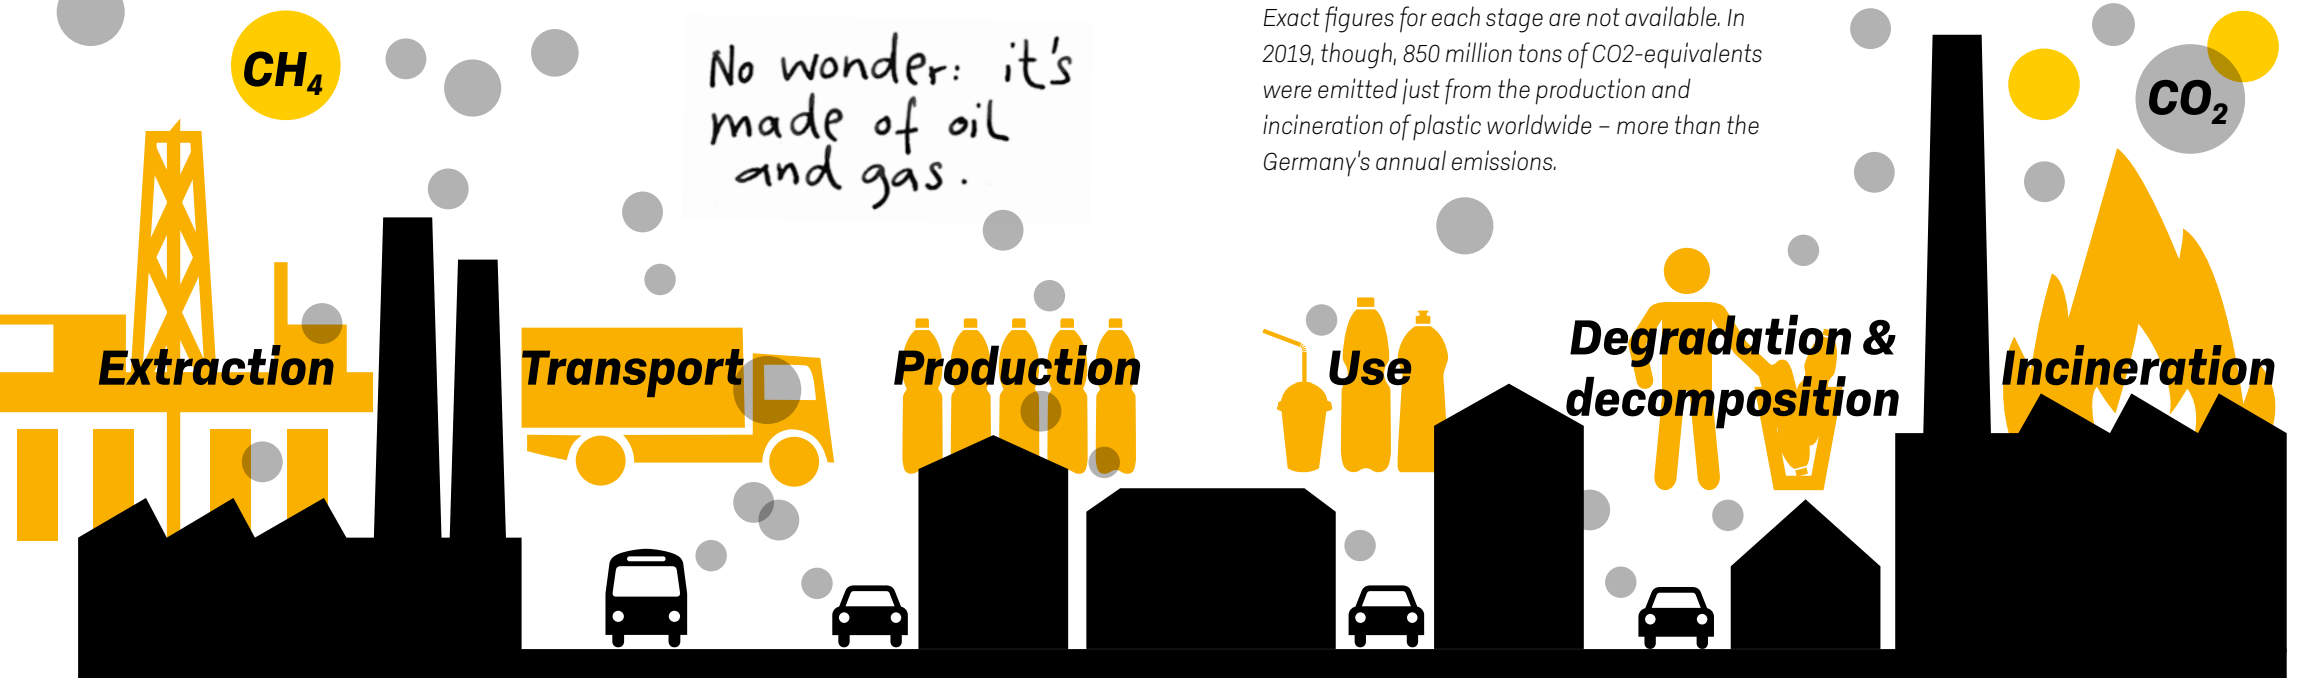 CH₄
No wonder: it's
made of oil
and gas.
Exact figures for each stage are not available. In
2019, though, 850 million tons of CO2-equivalents
were emitted just from the production and
incineration of plastic worldwide – more than the
Germany's annual emissions.
CO₂
Extraction
Transport
Production
Use
Degradation &
decomposition
Incineration